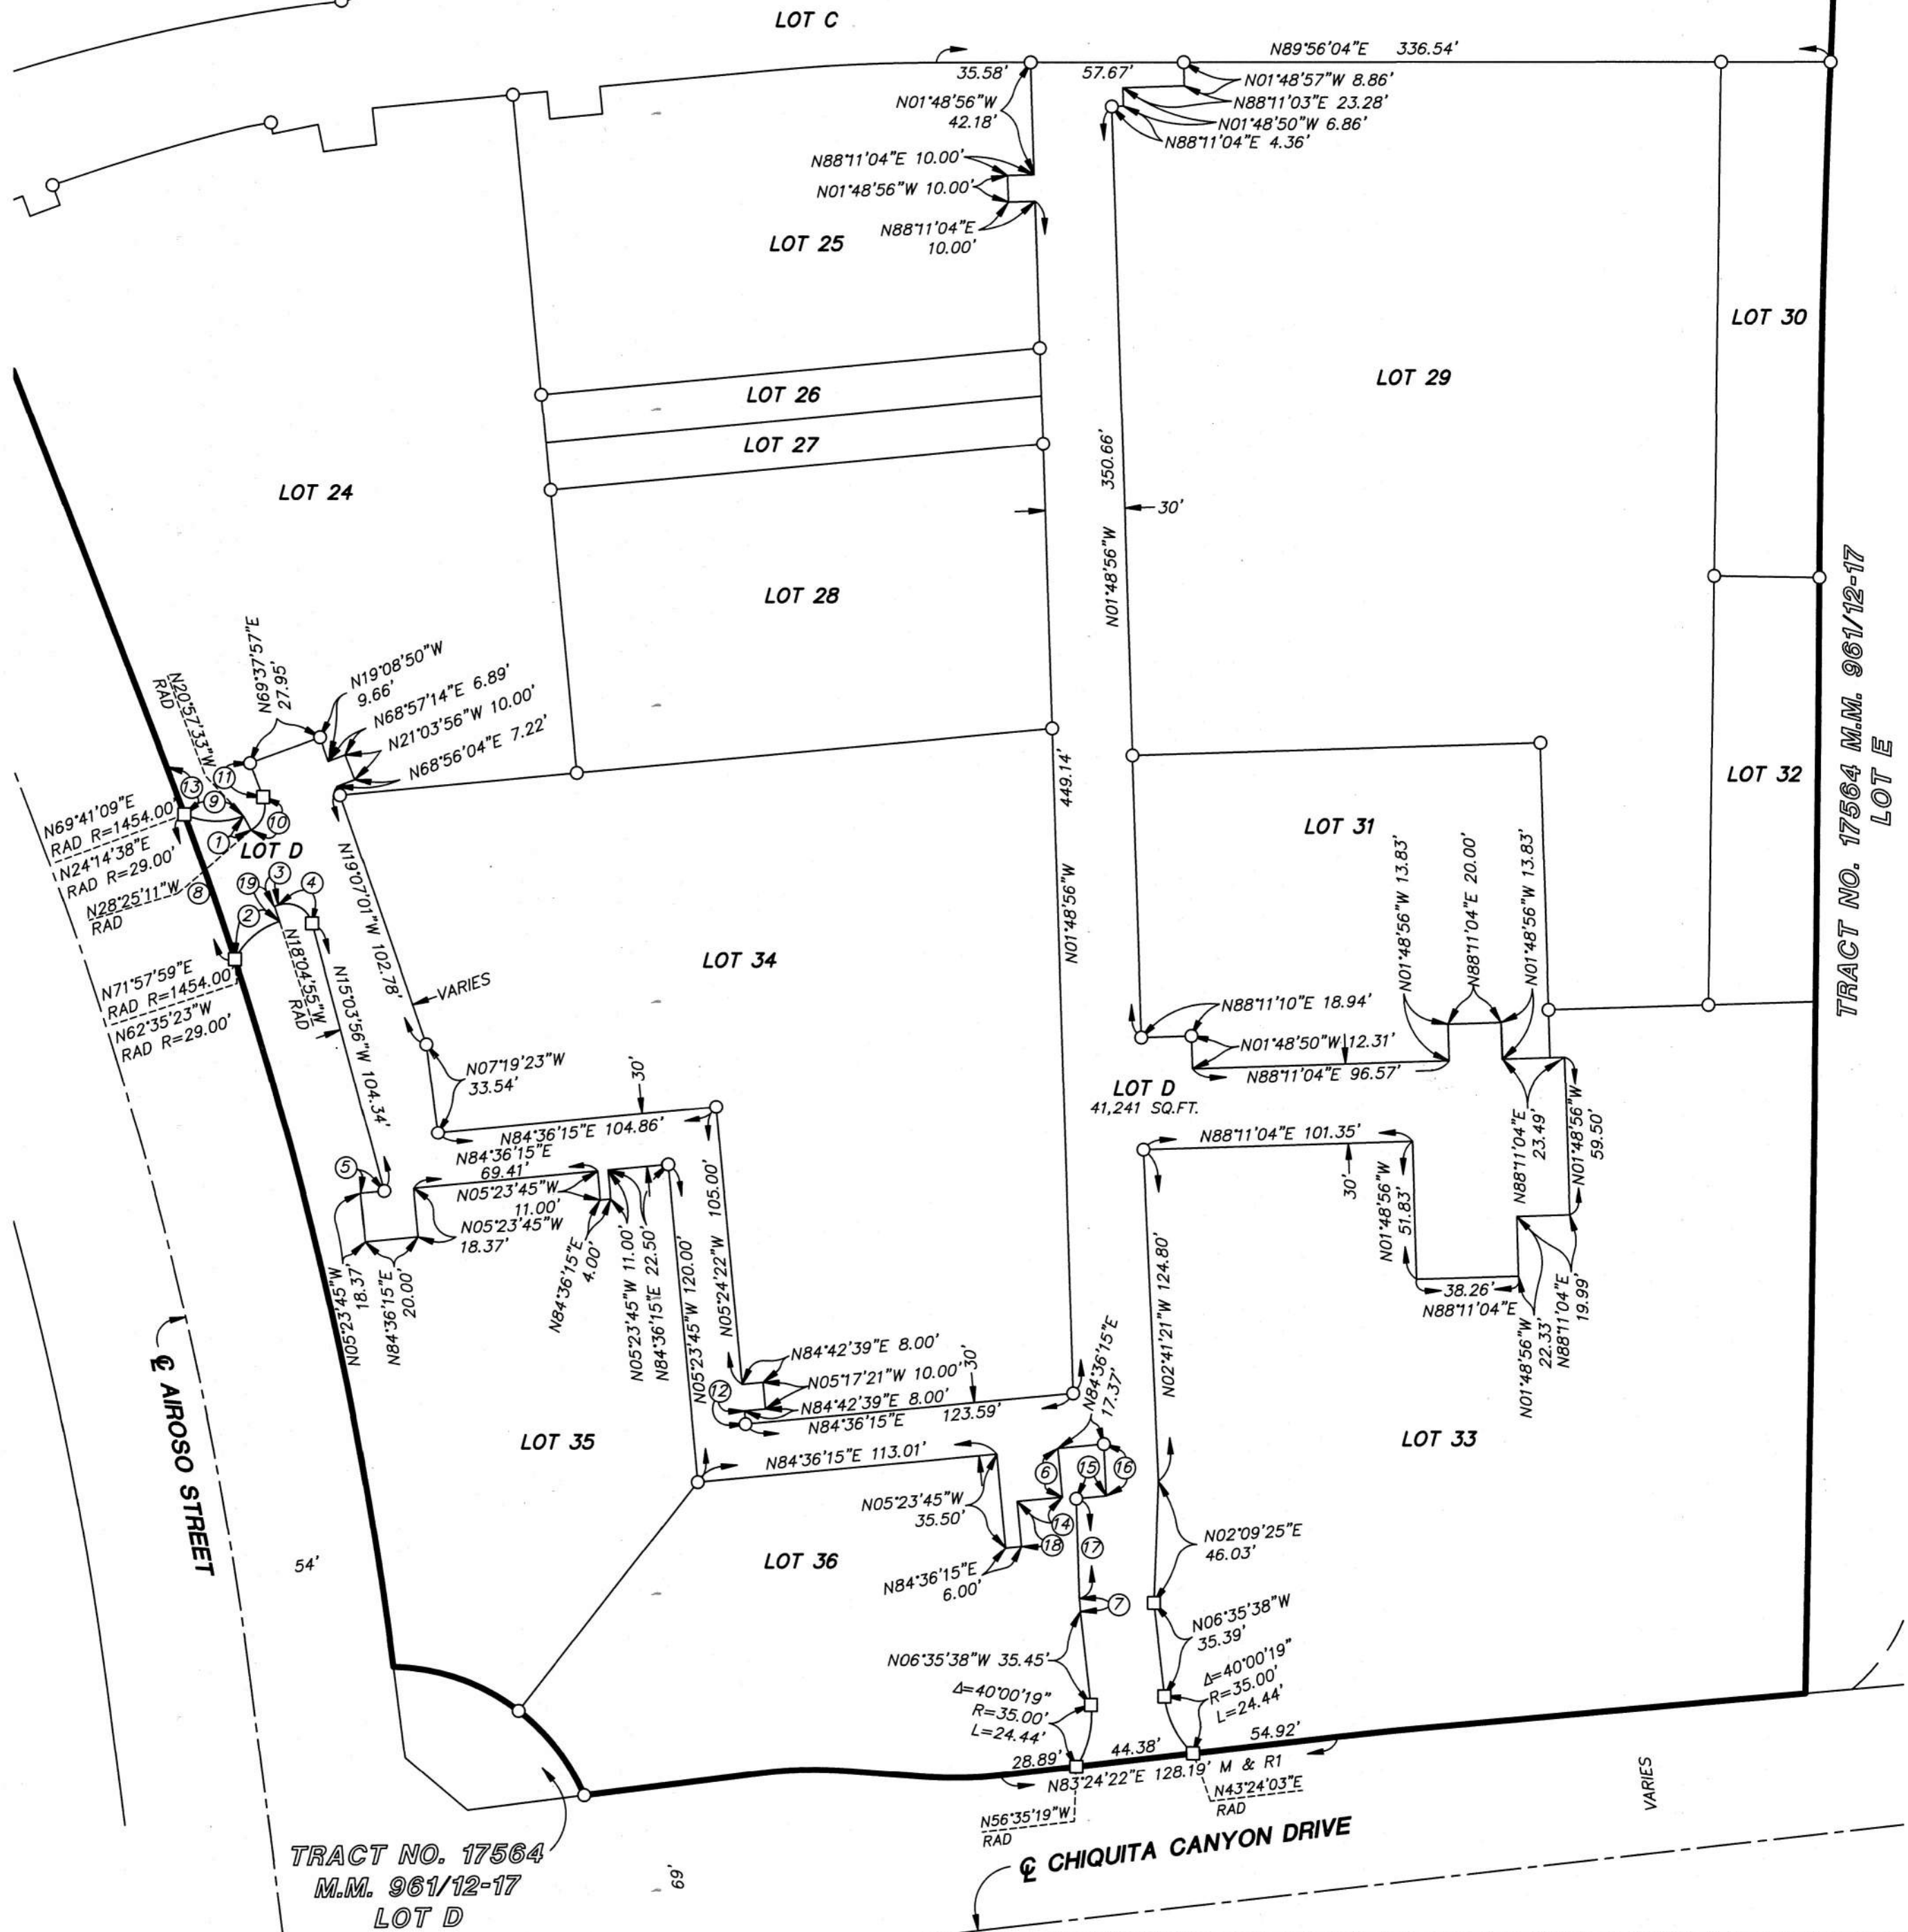 LOT C
N89°56'04"E 336.54'
35.58'
57.67'
N01°48'57"W 8.86'
N88°11'03"E 23.28'
N01°48'50"W 6.86'
N88°11'04"E 4.36'
N01°48'56"W
42.18'
N88°11'04"E 10.00'
N01°48'56"W 10.00'
N88°11'04"E
10.00'
LOT 25
LOT 30
LOT 29
LOT 26
LOT 27
350.66'
N01°48'56"W
30'
LOT 24
LOT 28
TRACT NO. 17564 M.M. 961/12-17
LOT E
N69°37'57"E
27.95'
N19°08'50"W
9.66'
N68°57'14"E 6.89'
N21°03'56"W 10.00'
N68°56'04"E 7.22'
N20°57'33"W
RAD
13
11
9
10
1
N69°41'09"E
RAD R=1454.00'
N24°14'38"E
RAD R=29.00'
N28°25'11"W
RAD
8
LOT D
19
3
4
2
N71°57'59"E
RAD R=1454.00'
N62°35'23"W
RAD R=29.00'
N18°04'55"W
RAD
N15°03'56"W 104.34'
N19°07'01"W 102.78'
VARIES
LOT 34
449.14'
N01°48'56"W
LOT 32
LOT 31
N01°48'56"W 13.83'
N88°11'04"E 20.00'
N01°48'56"W 13.83'
N88°11'10"E 18.94'
N01°48'50"W 12.31'
N88°11'04"E 96.57'
LOT D
41,241 SQ.FT.
N07°19'23"W
33.54'
30'
N84°36'15"E 104.86'
N84°36'15"E
69.41'
N05°23'45"W
11.00'
N05°23'45"W
18.37'
5
N05°23'45"W
18.37'
N84°36'15"E
20.00'
N84°36'15"E
4.00'
N05°23'45"W 11.00'
N84°36'15"E 22.50'
N05°23'45"W 120.00'
N05°24'22"W 105.00'
N88°11'04"E 101.35'
30'
N01°48'56"W
51.83'
N88°11'04"E
23.49'
N01°48'56"W
59.50'
38.26'
N88°11'04"E
N01°48'56"W
22.33'
N88°11'04"E
19.99'
N02°41'21"W 124.80'
N84°42'39"E 8.00'
N05°17'21"W 10.00'
N84°42'39"E 8.00'
12
30'
N84°36'15"E 123.59'
N84°36'15"E
17.37'
℄ AIROSO STREET
LOT 35
LOT 33
N84°36'15"E 113.01'
6
15
16
N05°23'45"W
35.50'
14
18
17
N84°36'15"E
6.00'
7
54'
LOT 36
N02°09'25"E
46.03'
N06°35'38"W
35.39'
N06°35'38"W 35.45'
Δ=40°00'19"
R=35.00'
L=24.44'
Δ=40°00'19"
R=35.00'
L=24.44'
28.89'
44.38'
54.92'
N83°24'22"E 128.19' M & R1
N43°24'03"E
RAD
N56°35'19"W
RAD
VARIES
℄ CHIQUITA CANYON DRIVE
TRACT NO. 17564
M.M. 961/12-17
LOT D
69'